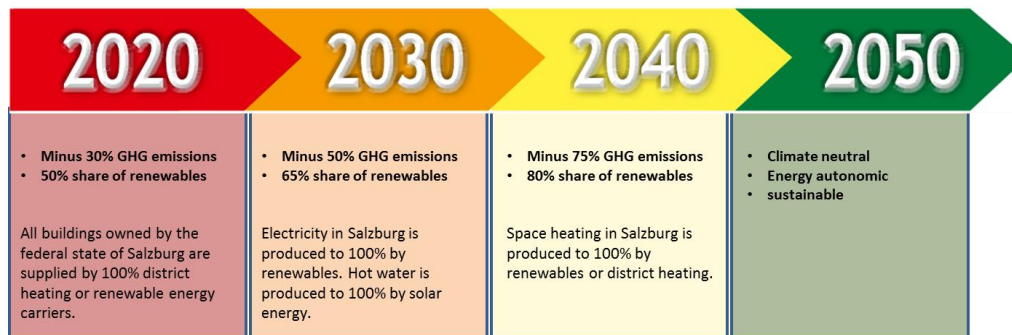 2020
2030
2040
2050
• Minus 30% GHG emissions
• 50% share of renewables
All buildings owned by the
federal state of Salzburg are
supplied by 100% district
heating or renewable energy
carriers.
• Minus 50% GHG emissions
• 65% share of renewables
Electricity in Salzburg is
produced to 100% by
renewables. Hot water is
produced to 100% by solar
energy.
• Minus 75% GHG emissions
• 80% share of renewables
Space heating in Salzburg is
produced to 100% by
renewables or district heating.
• Climate neutral
• Energy autonomic
• sustainable